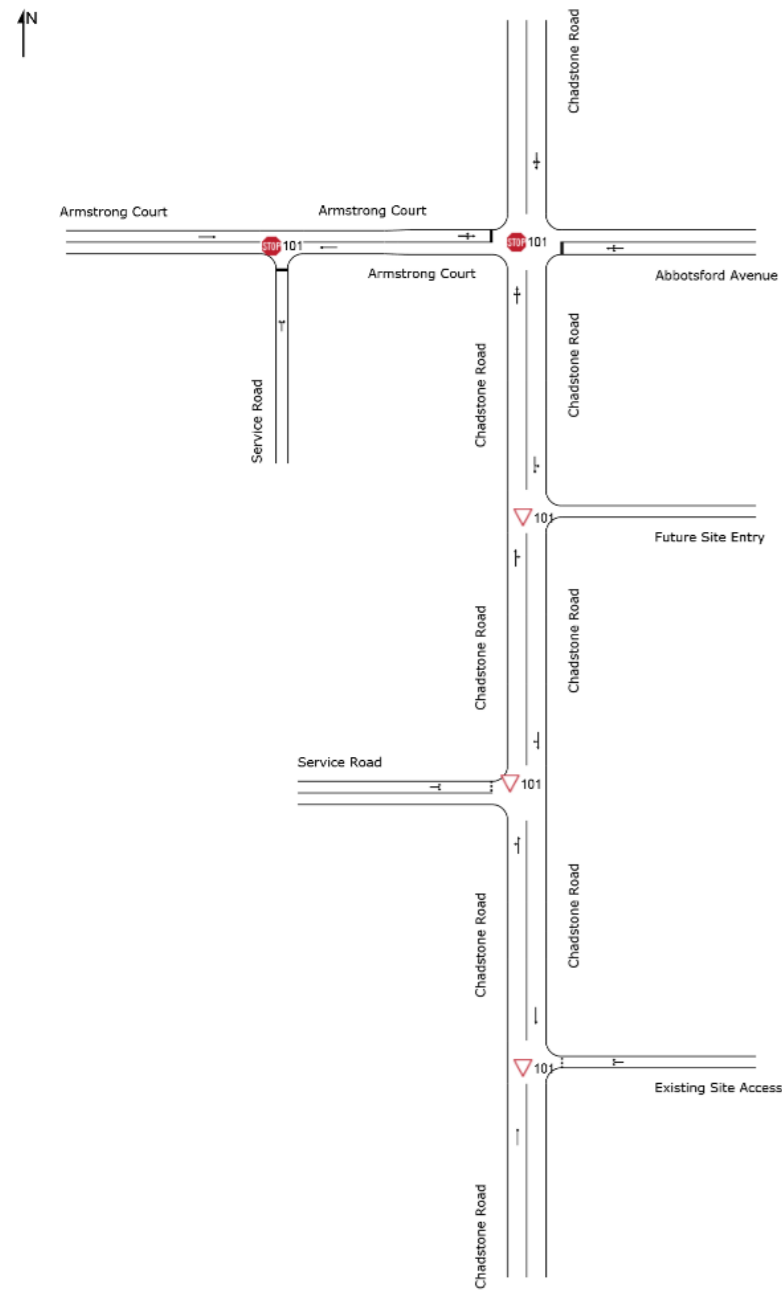 N
Chadstone Road
Armstrong Court
Armstrong Court
STOP 101
STOP 101
Armstrong Court
Abbotsford Avenue
Service Road
Chadstone Road
Chadstone Road
101
Future Site Entry
Chadstone Road
Chadstone Road
Service Road
101
Chadstone Road
Chadstone Road
101
Existing Site Access
Chadstone Road